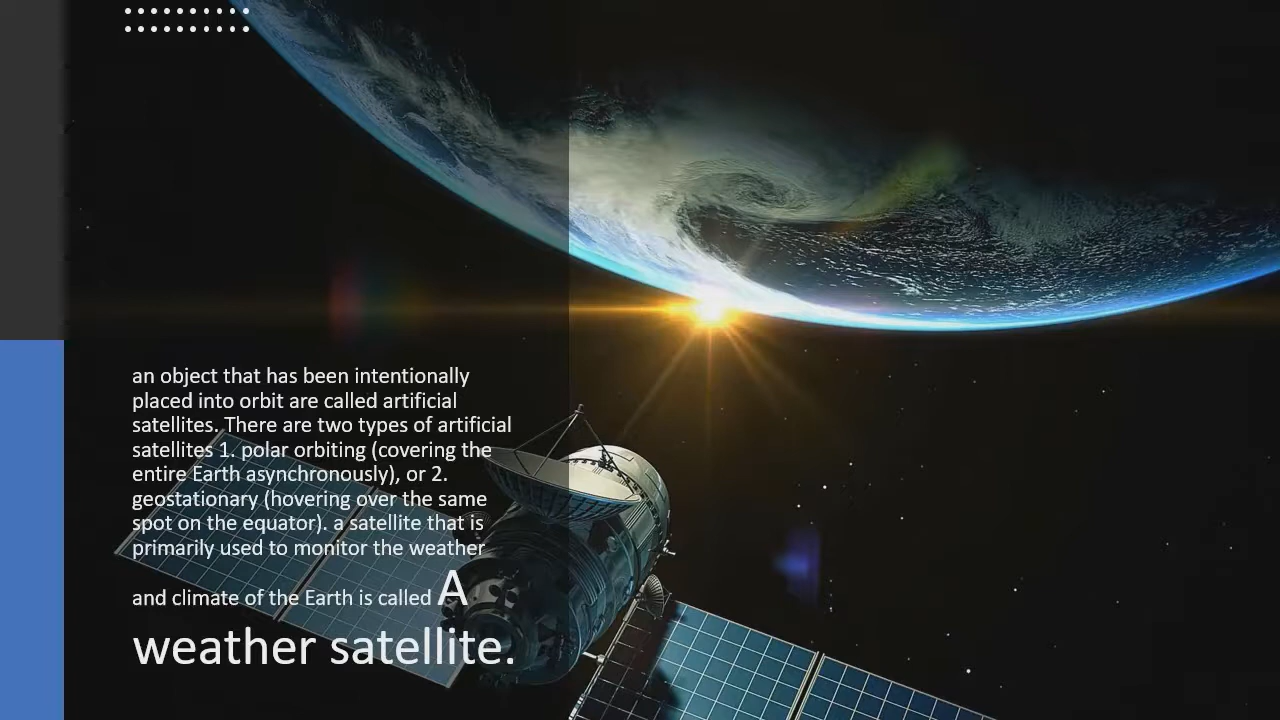 an object that has been intentionally
placed into orbit are called artificial
satellites. There are two types of artificial
satellites 1. polar orbiting (covering the
entire Earth asynchronously), or 2.
geostationary (hovering over the same
spot on the equator). a satellite that is
primarily used to monitor the weather
and climate of the Earth is called A
weather satellite.